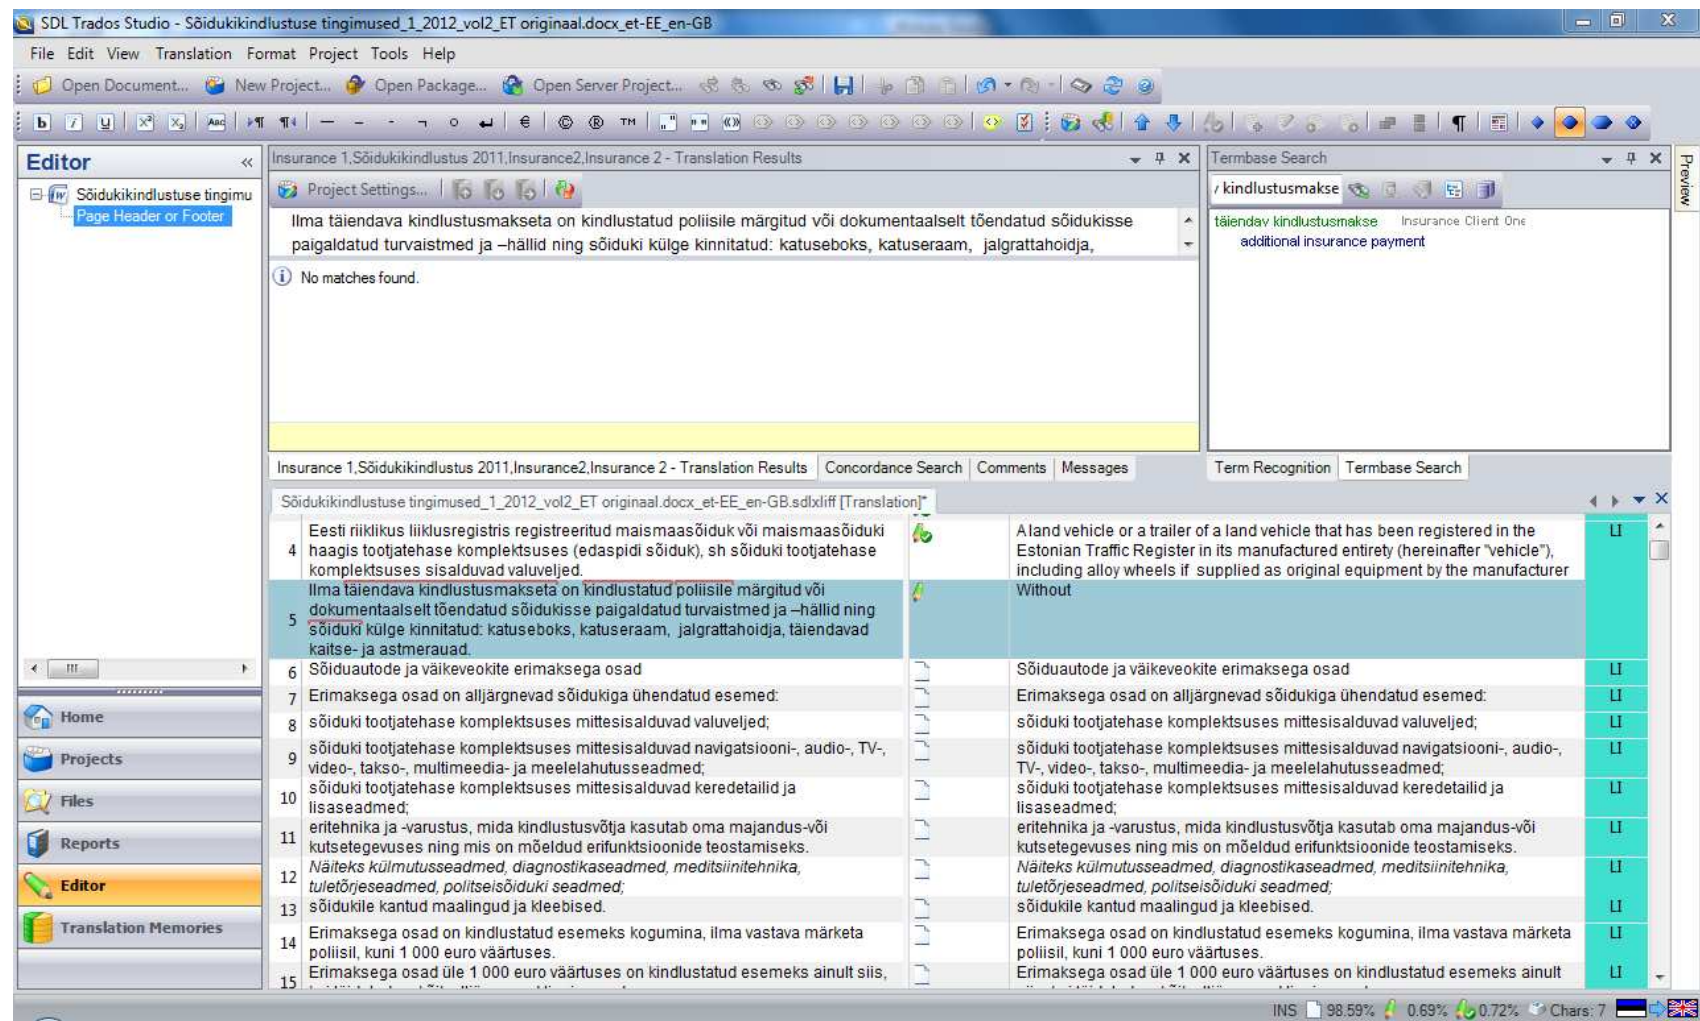 SDL Trados Studio - Sõidukikindlustuse tingimused_1_2012_vol2_ET originaal.docx_et-EE_en-GB
File Edit View Translation Format Project Tools Help
Open Document... New Project... Open Package... Open Server Project...
b i u X² X₂ ABC € © ® TM
Editor «
Sõidukikindlustuse tingimu
Page Header or Footer
Insurance 1,Sõidukikindlustus 2011,Insurance2,Insurance 2 - Translation Results
Project Settings...
Ilma täiendava kindlustusmakseta on kindlustatud poliisile märgitud või dokumentaalselt tõendatud sõidukisse
paigaldatud turvaistmed ja –hällid ning sõiduki külge kinnitatud: katuseboks, katuseraam, jalgrattahoidja,
No matches found.
Insurance 1,Sõidukikindlustus 2011,Insurance2,Insurance 2 - Translation Results Concordance Search Comments Messages
Termbase Search
kindlustusmakse
täiendav kindlustusmakse Insurance Client One
additional insurance payment
Term Recognition Termbase Search
Preview
Sõidukikindlustuse tingimused_1_2012_vol2_ET originaal.docx_et-EE_en-GB.sdlxliff [Translation]*
4 Eesti riiklikus liiklusregistris registreeritud maismaasõiduk või maismaasõiduki
haagis tootjatehase komplektsuses (edaspidi sõiduk), sh sõiduki tootjatehase
komplektsuses sisalduvad valuveljed.
A land vehicle or a trailer of a land vehicle that has been registered in the
Estonian Traffic Register in its manufactured entirety (hereinafter "vehicle"),
including alloy wheels if supplied as original equipment by the manufacturer
LI
5 Ilma täiendava kindlustusmakseta on kindlustatud poliisile märgitud või
dokumentaalselt tõendatud sõidukisse paigaldatud turvaistmed ja –hällid ning
sõiduki külge kinnitatud: katuseboks, katuseraam, jalgrattahoidja, täiendavad
kaitse- ja astmerauad.
Without
6 Sõiduautode ja väikeveokite erimaksega osad
Sõiduautode ja väikeveokite erimaksega osad
LI
7 Erimaksega osad on alljärgnevad sõidukiga ühendatud esemed:
Erimaksega osad on alljärgnevad sõidukiga ühendatud esemed:
LI
8 sõiduki tootjatehase komplektsuses mittesisalduvad valuveljed;
sõiduki tootjatehase komplektsuses mittesisalduvad valuveljed;
LI
9 sõiduki tootjatehase komplektsuses mittesisalduvad navigatsiooni-, audio-, TV-,
video-, takso-, multimeedia- ja meelelahutusseadmed;
sõiduki tootjatehase komplektsuses mittesisalduvad navigatsiooni-, audio-,
TV-, video-, takso-, multimeedia- ja meelelahutusseadmed;
LI
10 sõiduki tootjatehase komplektsuses mittesisalduvad keredetailid ja
lisaseadmed;
sõiduki tootjatehase komplektsuses mittesisalduvad keredetailid ja
lisaseadmed;
LI
11 eritehnika ja -varustus, mida kindlustusvõtja kasutab oma majandus-või
kutsetegevuses ning mis on mõeldud erifunktsioonide teostamiseks.
eritehnika ja -varustus, mida kindlustusvõtja kasutab oma majandus-või
kutsetegevuses ning mis on mõeldud erifunktsioonide teostamiseks.
LI
12 Näiteks külmutusseadmed, diagnostikaseadmed, meditsiinitehnika,
tuletõrjeseadmed, politseisõiduki seadmed;
Näiteks külmutusseadmed, diagnostikaseadmed, meditsiinitehnika,
tuletõrjeseadmed, politseisõiduki seadmed;
LI
13 sõidukile kantud maalingud ja kleebised.
sõidukile kantud maalingud ja kleebised.
LI
14 Erimaksega osad on kindlustatud esemeks kogumina, ilma vastava märketa
poliisil, kuni 1 000 euro väärtuses.
Erimaksega osad on kindlustatud esemeks kogumina, ilma vastava märketa
poliisil, kuni 1 000 euro väärtuses.
LI
15 Erimaksega osad üle 1 000 euro väärtuses on kindlustatud esemeks ainult siis,
Erimaksega osad üle 1 000 euro väärtuses on kindlustatud esemeks ainult
LI
Home
Projects
Files
Reports
Editor
Translation Memories
INS 98.59% 0.69% 0.72% Chars: 7